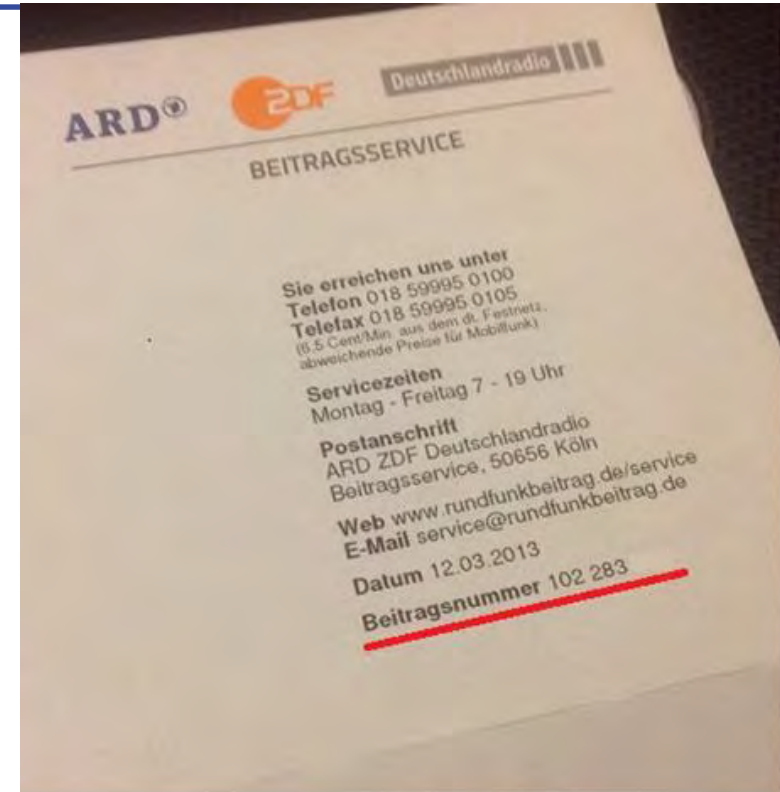 ARD
ZDF
Deutschlandradio
BEITRAGSSERVICE
Sie erreichen uns unter
Telefon 018 59995 0100
Telefax 018 59995 0105
(6,5 Cent/Min. aus dem dt. Festnetz,
abweichende Preise für Mobilfunk)
Servicezeiten
Montag - Freitag 7 - 19 Uhr
Postanschrift
ARD ZDF Deutschlandradio
Beitragsservice, 50656 Köln
Web www.rundfunkbeitrag.de/service
E-Mail service@rundfunkbeitrag.de
Datum 12.03.2013
Beitragsnummer 102 283